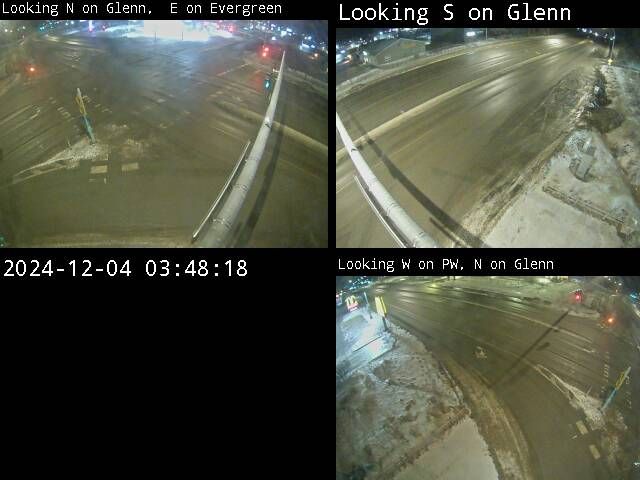 Looking N on Glenn,  E on Evergreen
Looking S on Glenn
2024-12-04 03:48:18
Looking W on PW, N on Glenn